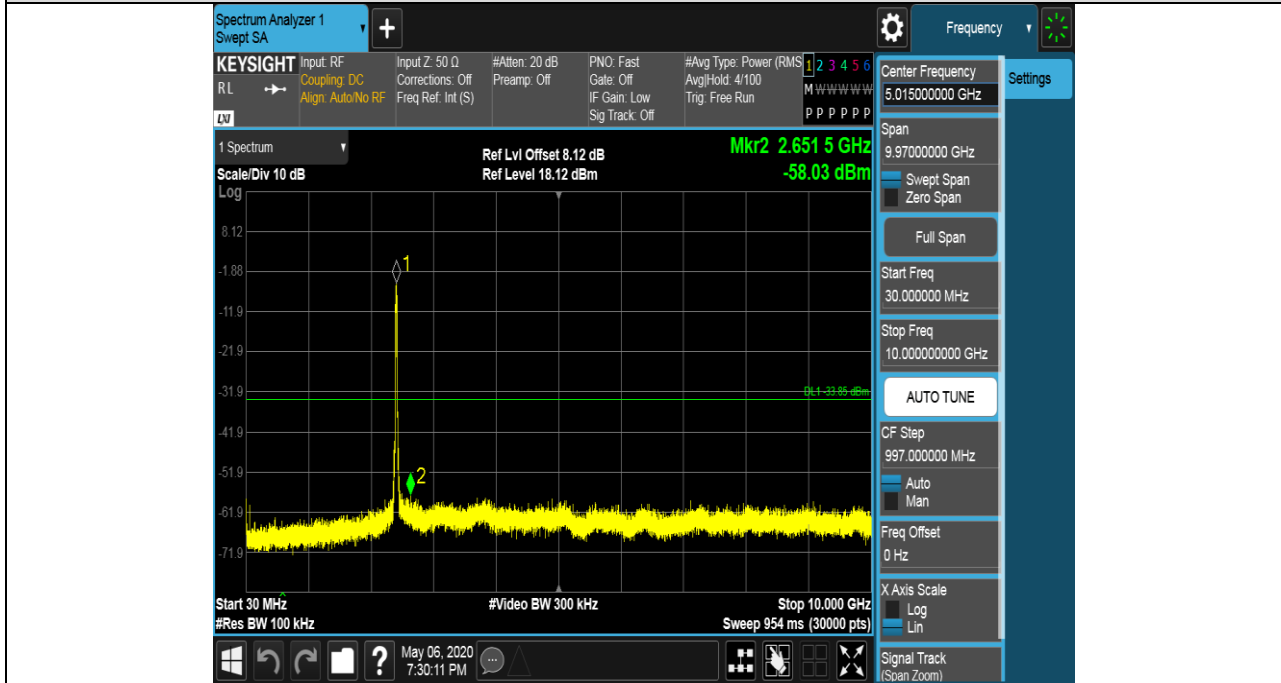 Spectrum Analyzer 1
Swept SA
Frequency
KEYSIGHT
RL
LXI
Input: RF
Coupling: DC
Align: Auto/No RF
Input Z: 50 Ω
Corrections: Off
Freq Ref: Int (S)
#Atten: 20 dB
Preamp: Off
PNO: Fast
Gate: Off
IF Gain: Low
Sig Track: Off
#Avg Type: Power (RMS
Avg|Hold: 4/100
Trig: Free Run
1 2 3 4 5 6
M W W W W W
P P P P P P
1 Spectrum
Scale/Div 10 dB
Ref Lvl Offset 8.12 dB
Ref Level 18.12 dBm
Mkr2 2.651 5 GHz
-58.03 dBm
Log
8.12
-1.88
-11.9
-21.9
-31.9
-41.9
-51.9
-61.9
-71.9
1
2
DL1 -33.85 dBm
Start 30 MHz
#Res BW 100 kHz
#Video BW 300 kHz
Stop 10.000 GHz
Sweep 954 ms (30000 pts)
May 06, 2020
7:30:11 PM
Center Frequency
5.015000000 GHz
Settings
Span
9.97000000 GHz
Swept Span
Zero Span
Full Span
Start Freq
30.000000 MHz
Stop Freq
10.000000000 GHz
AUTO TUNE
CF Step
997.000000 MHz
Auto
Man
Freq Offset
0 Hz
X Axis Scale
Log
Lin
Signal Track
(Span Zoom)